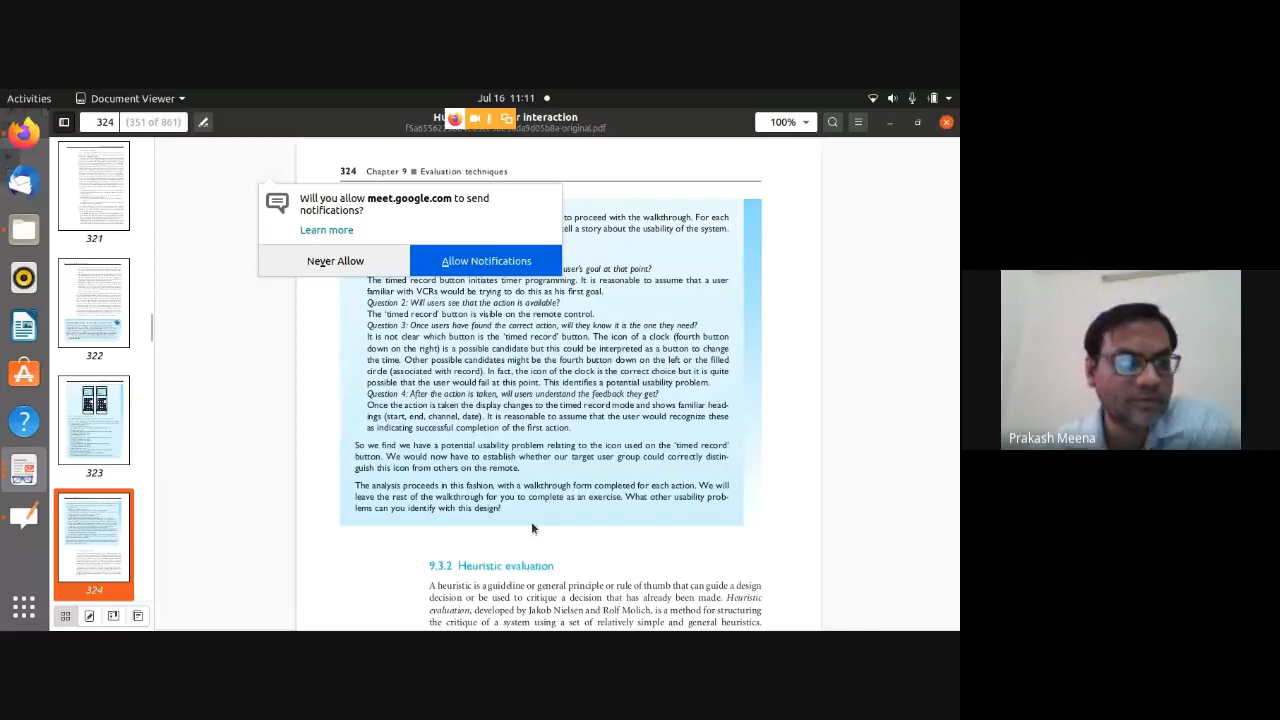 Activities
Document Viewer
Jul 16 11:11
324
(351 of 861)
r interaction
-original.pdf
100%
321
322
323
324
324 Chapter 9 ■ Evaluation techniques
Will you allow meet.google.com to send
notifications?
Learn more
Never Allow
Allow Notifications
to proceed with the walkthrough. For each
tell a story about the usability of the system.
user's goal at that point?
The timed record button initiates timer programming. It is reasonable to assume that a user
familiar with VCRs would be trying to do this as his first goal.
Question 2: Will users see that the action is available?
The 'timed record' button is visible on the remote control.
Question 3: Once users have found the correct action, will they know it is the one they need?
It is not clear which button is the 'timed record' button. The icon of a clock (fourth button
down on the right) is a possible candidate but this could be interpreted as a button to change
the time. Other possible candidates might be the fourth button down on the left or the filled
circle (associated with record). In fact, the icon of the clock is the correct choice but it is quite
possible that the user would fail at this point. This identifies a potential usability problem.
Question 4: After the action is taken, will users understand the feedback they get?
Once the action is taken the display changes to the timed record mode and shows familiar head-
ings (start, end, channel, date). It is reasonable to assume that the user would recognize these
as indicating successful completion of the first action.
So we find we have a potential usability problem relating to the icon used on the 'timed record'
button. We would now have to establish whether our target user group could correctly distin-
guish this icon from others on the remote.
The analysis proceeds in this fashion, with a walkthrough form completed for each action. We will
leave the rest of the walkthrough for you to complete as an exercise. What other usability prob-
lems can you identify with this design?
9.3.2 Heuristic evaluation
A heuristic is a guideline or general principle or rule of thumb that can guide a design
decision or be used to critique a decision that has already been made. Heuristic
evaluation, developed by Jakob Nielsen and Rolf Molich, is a method for structuring
the critique of a system using a set of relatively simple and general heuristics.
Prakash Meena